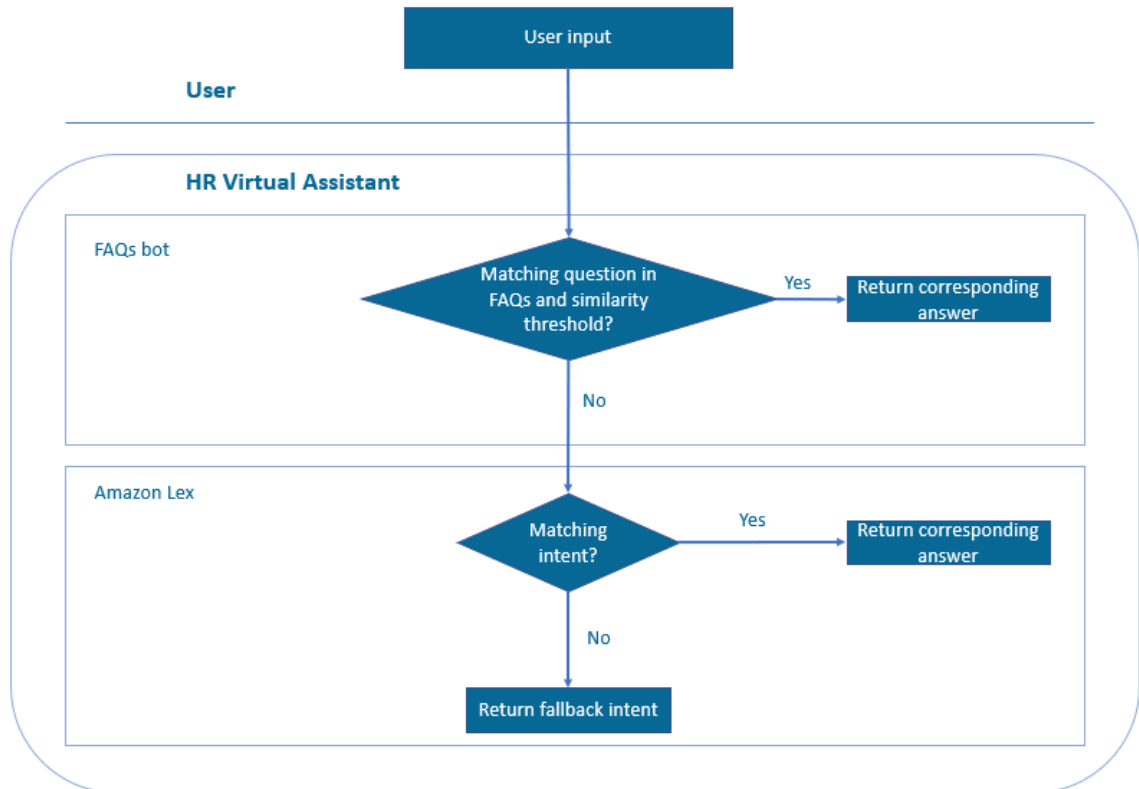 User input
User
HR Virtual Assistant
FAQs bot
Matching question in
FAQs and similarity
threshold?
Yes
Return corresponding
answer
No
Amazon Lex
Matching
intent?
Yes
Return corresponding
answer
No
Return fallback intent